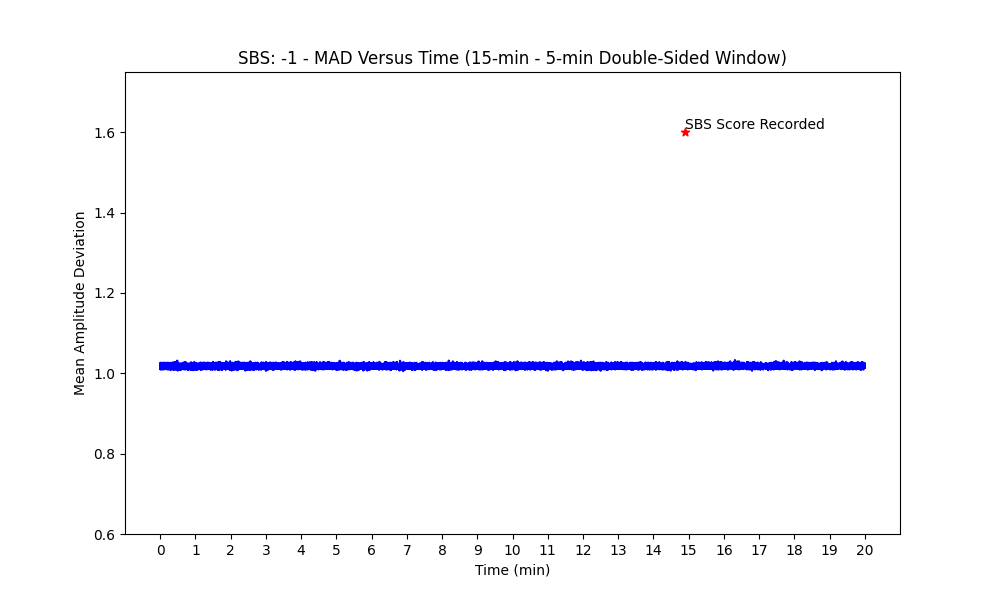 SBS: -1 - MAD Versus Time (15-min - 5-min Double-Sided Window)
SBS Score Recorded
Mean Amplitude Deviation
1.6
1.4
1.2
1.0
0.8
0.6
0 1 2 3 4 5 6 7 8 9 10 11 12 13 14 15 16 17 18 19 20
Time (min)